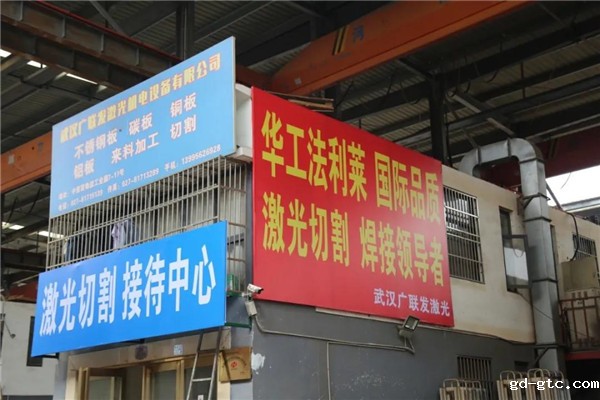 武汉广联发激光机电设备有限公司
不锈钢板 碳板 铜板
铝板 来料加工 切割
激光切割 接待中心
华工法利莱 国际品质
激光切割 焊接领导者
武汉广联发激光
gd-gtc.com